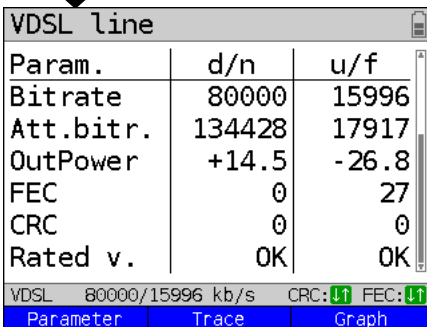 VDSL line
Param. d/n u/f
Bitrate 80000 15996
Att.bitr. 134428 17917
OutPower +14.5 -26.8
FEC 0 27
CRC 0 0
Rated v. OK OK
VDSL 80000/15996 kb/s CRC:↓↑ FEC:↓↑
Parameter Trace Graph